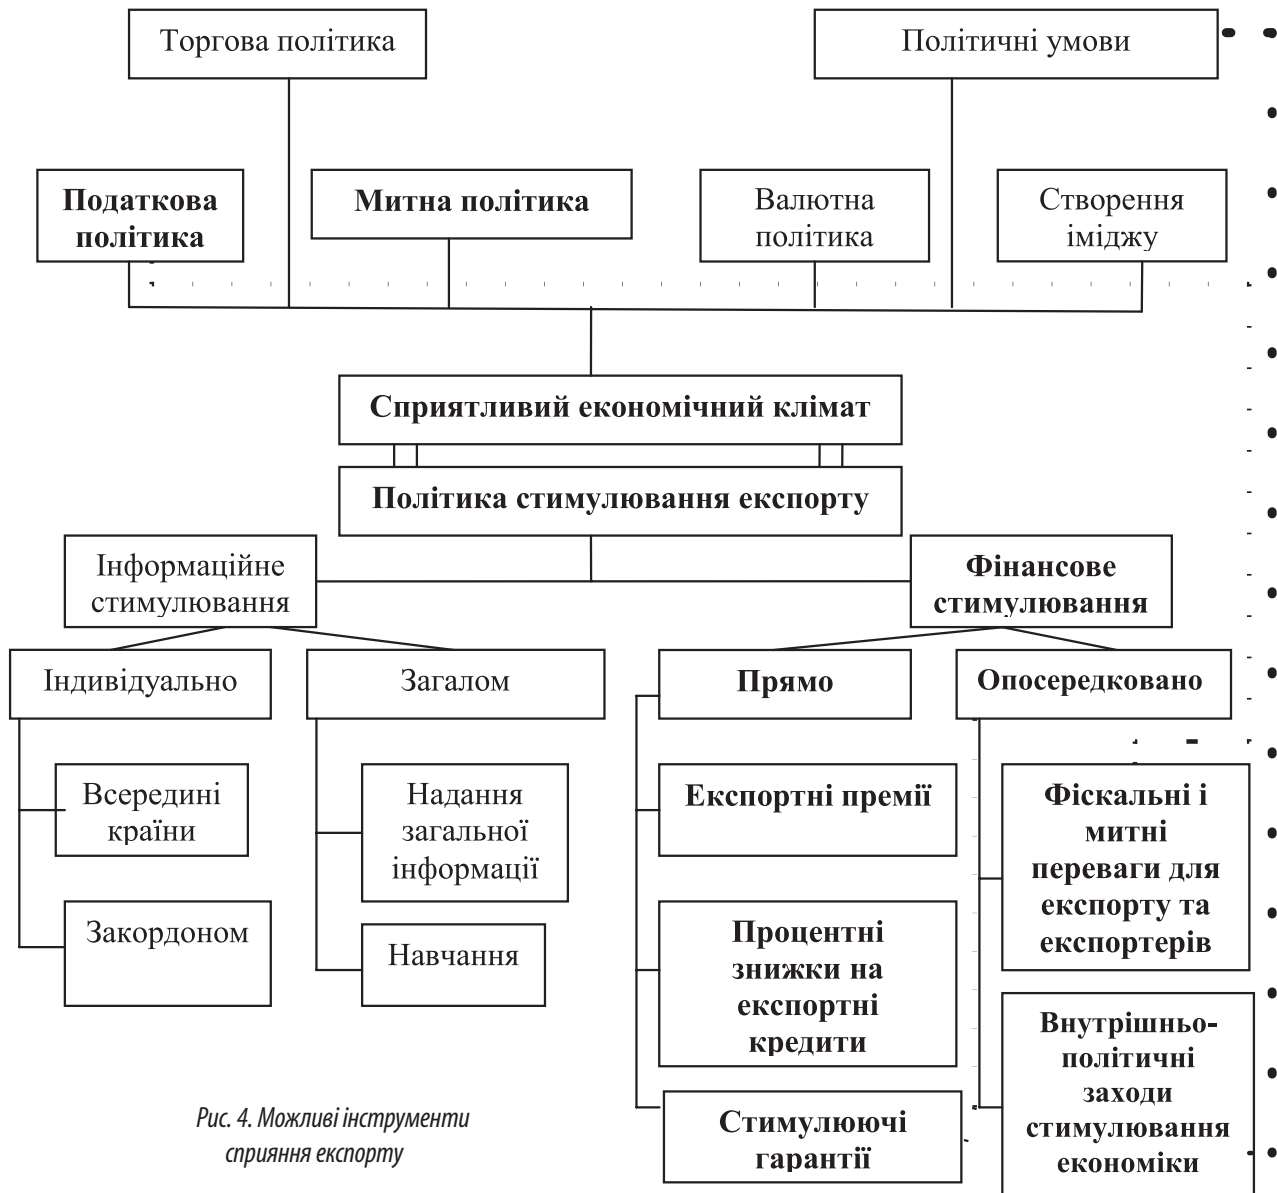 Торгова політика
Політичні умови
Податкова
політика
Митна політика
Валютна
політика
Створення
іміджу
Сприятливий економічний клімат
Політика стимулювання експорту
Інформаційне
стимулювання
Фінансове
стимулювання
Індивідуально
Загалом
Прямо
Опосередковано
Всередині
країни
Закордоном
Надання
загальної
інформації
Навчання
Експортні премії
Процентні
знижки на
експортні
кредити
Стимулюючі
гарантії
Фіскальні і
митні
переваги для
експорту та
експортерів
Внутрішньо-
політичні
заходи
стимулювання
економіки
Рис. 4. Можливі інструменти
сприяння експорту